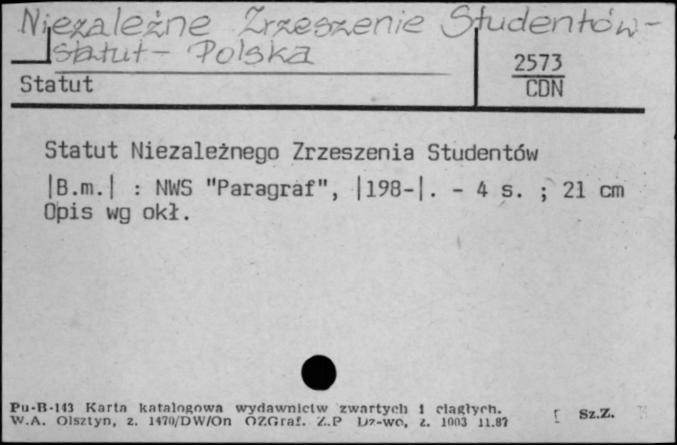 Niezależne Zrzeszenie Studentów-
statut- Polska
2573
CDN
Statut
Statut Niezależnego Zrzeszenia Studentów
|B.m.| : NWS "Paragraf", |198-|. - 4 s. ; 21 cm
Opis wg okł.
Pu-B-143 Karta katalogowa wydawnictw zwartych i ciągłych.
W.A. Olsztyn, z. 1470/DW/On OZGraf. Z.P Dz-wo, z. 1003 11.87
[ Sz.Z.